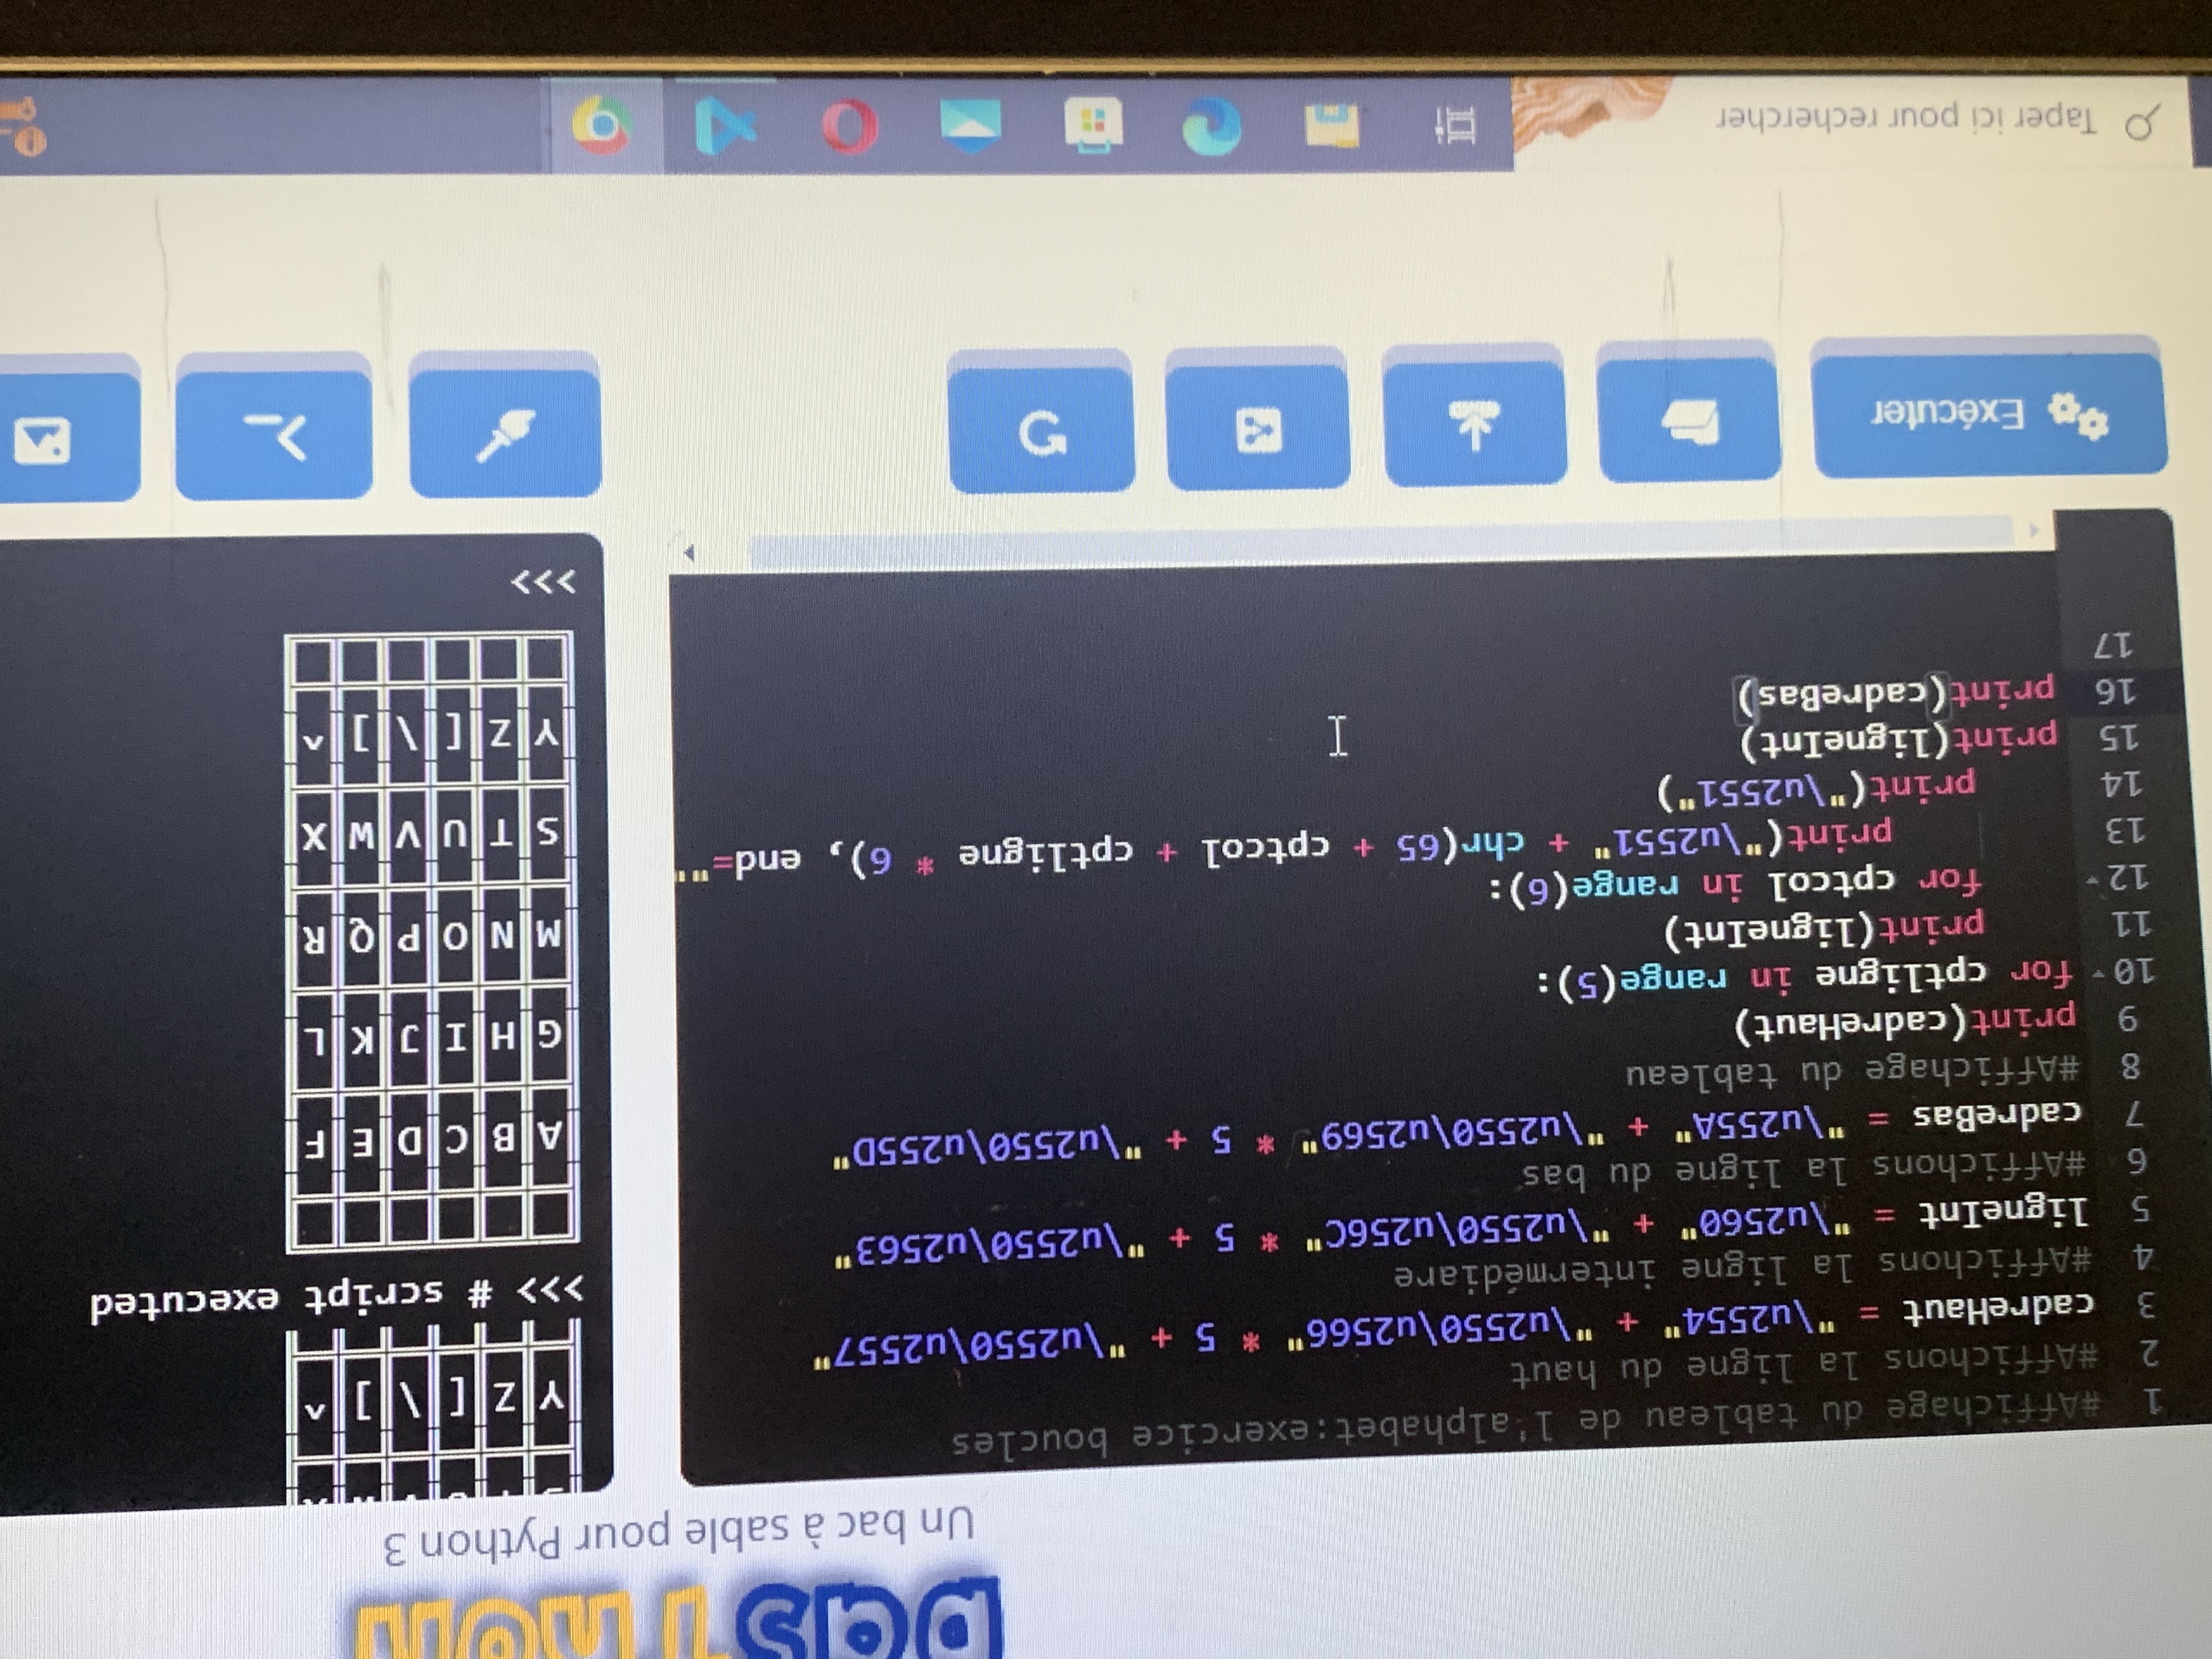 basThon
Un bac à sable pour Python 3
1 #Affichage du tableau de l'alphabet:exercice boucles
2 #Affichons la ligne du haut
3 cadreHaut = "\u2554" + "\u2550\u2566" * 5 + "\u2550\u2557"
4 #Affichons la ligne intermédiare
5 ligneInt = "\u2560" + "\u2550\u256C" * 5 + "\u2550\u2563"
6 #Affichons la ligne du bas
7 cadreBas = "\u255A" + "\u2550\u2569" * 5 + "\u2550\u255D"
8 #Affichage du tableau
9 print(cadreHaut)
10 for cptligne in range(5):
11 print(ligneInt)
12 for cptcol in range(6):
13 print("\u2551" + chr(65 + cptcol + cptligne * 6), end=""
14 print("\u2551")
15 print(ligneInt)
16 print(cadreBas)
17
Y Z [ \ ] ^
>>> # script executed
A B C D E F
G H I J K L
M N O P Q R
S T U V W X
Y Z [ \ ] ^
>>>
Exécuter
Taper ici pour rechercher